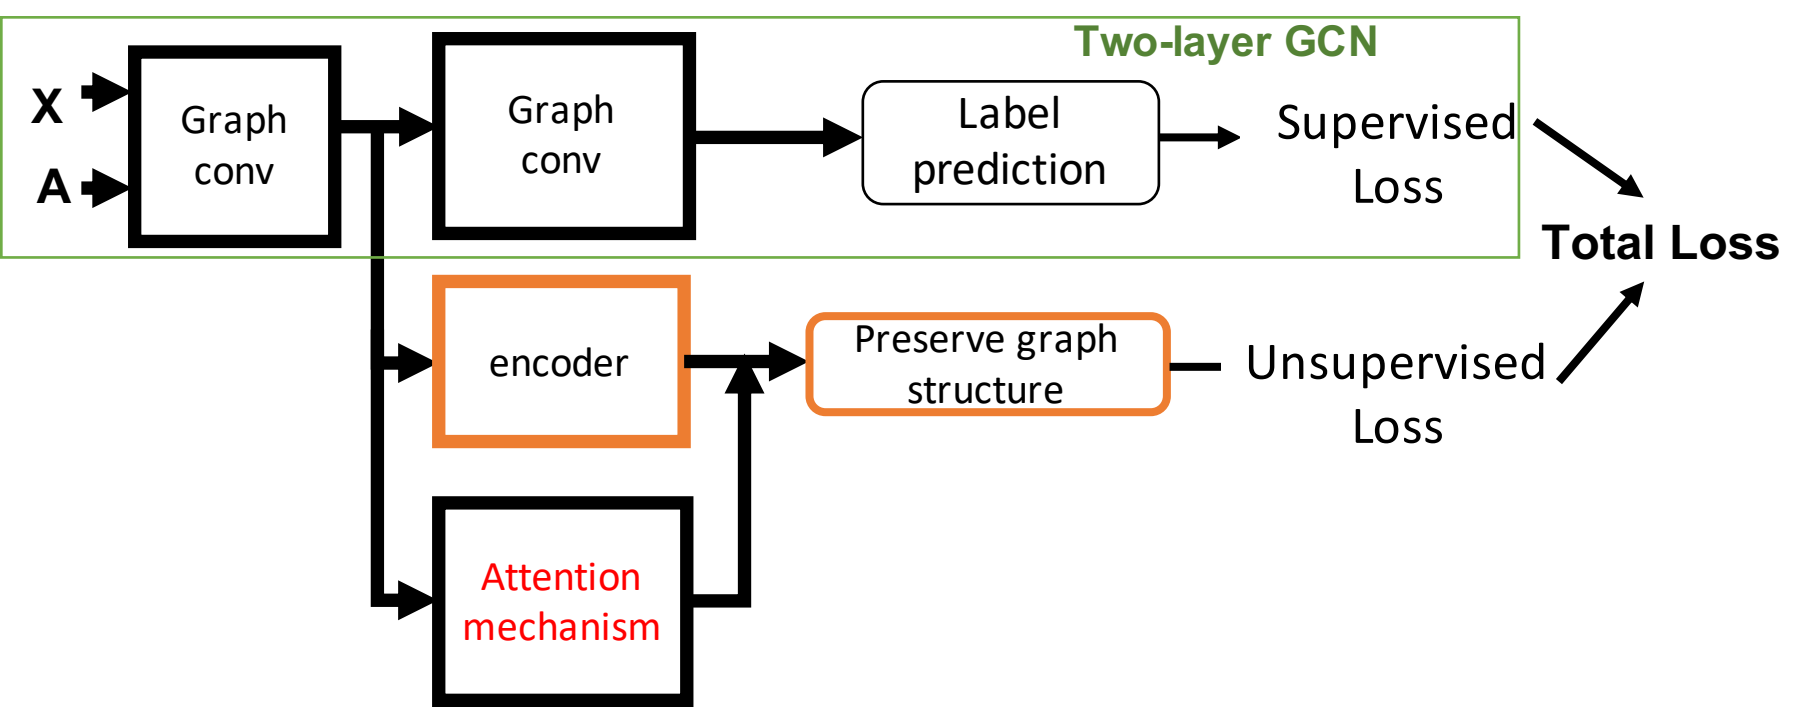 Two-layer GCN
X
A
Graph
conv
Graph
conv
Label
prediction
Supervised
Loss
Total Loss
encoder
Preserve graph
structure
Unsupervised
Loss
Attention
mechanism